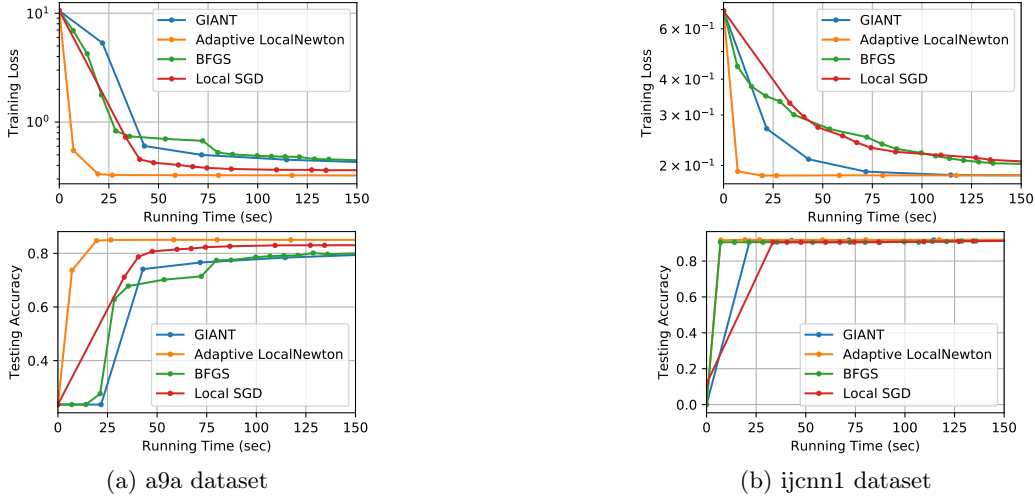 10¹
10⁰
Training Loss
GIANT
Adaptive LocalNewton
BFGS
Local SGD
0 25 50 75 100 125 150
Running Time (sec)
6 × 10⁻¹
4 × 10⁻¹
3 × 10⁻¹
2 × 10⁻¹
Training Loss
GIANT
Adaptive LocalNewton
BFGS
Local SGD
0 25 50 75 100 125 150
Running Time (sec)
0.8
0.6
0.4
Testing Accuracy
GIANT
Adaptive LocalNewton
BFGS
Local SGD
0 25 50 75 100 125 150
Running Time (sec)
0.8
0.6
0.4
0.2
0.0
Testing Accuracy
GIANT
Adaptive LocalNewton
BFGS
Local SGD
0 25 50 75 100 125 150
Running Time (sec)
(a) a9a dataset
(b) ijcnn1 dataset